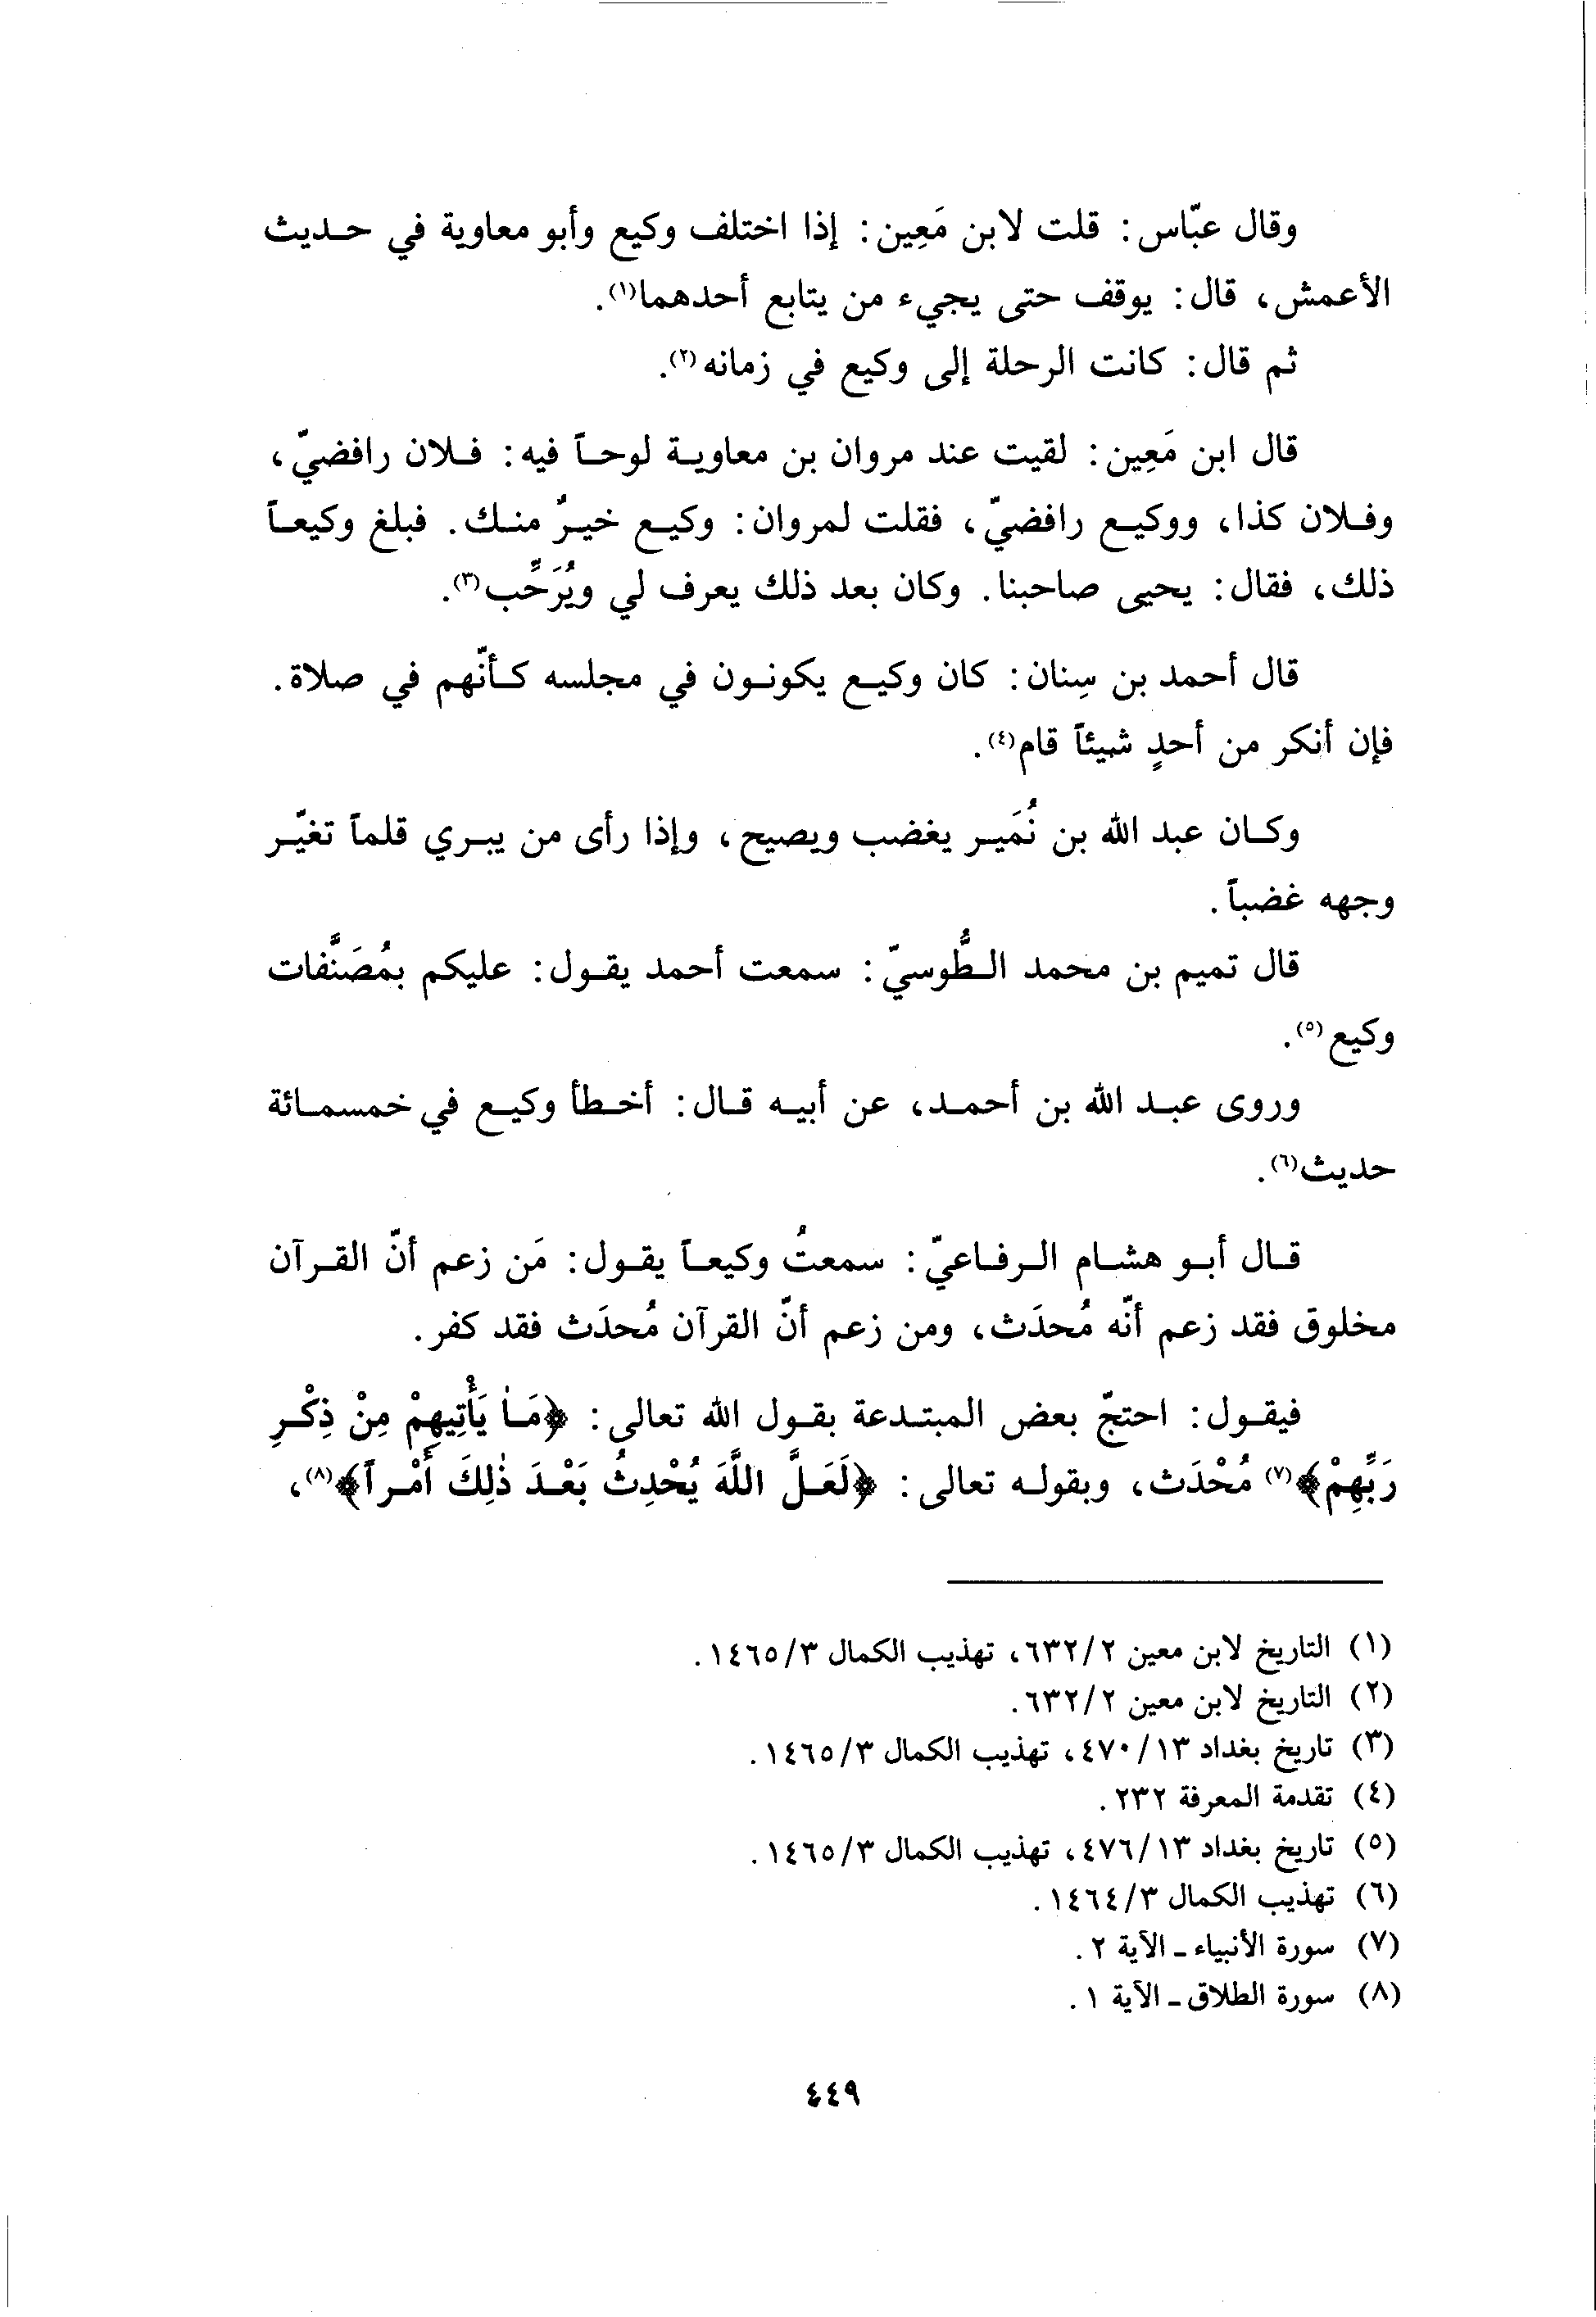 وقال عبّاس: قلت لابن مَعِين: إذا اختلف وكيع وأبو معاوية في حديث
الأعمش، قال: يوقف حتى يجيء من يتابع أحدهما(١).
ثم قال: كانت الرحلة إلى وكيع في زمانه(٢).
قال ابن مَعِين: لقيت عند مروان بن معاوية لوحاً فيه: فلان رافضيّ،
وفلان كذا، ووكيع رافضيّ، فقلت لمروان: وكيع خيرٌ منك. فبلغ وكيعاً
ذلك، فقال: يحيى صاحبنا. وكان بعد ذلك يعرف لي ويُرَحِّب(٣).
قال أحمد بن سِنان: كان وكيع يكونون في مجلسه كأنّهم في صلاة.
فإن أنكر من أحدٍ شيئاً قام(٤).
وكان عبد الله بن نُمَير يغضب ويصيح، وإذا رأى من يبري قلماً تغيّر
وجهه غضباً.
قال تميم بن محمد الطُّوسيّ: سمعت أحمد يقول: عليكم بمُصَنَّفات
وكيع(٥).
وروى عبد الله بن أحمد، عن أبيه قال: أخطأ وكيع في خمسمائة
حديث(٦).
قال أبو هشام الرفاعيّ: سمعتُ وكيعاً يقول: مَن زعم أنّ القرآن
مخلوق فقد زعم أنّه مُحدَث، ومن زعم أنّ القرآن مُحدَث فقد كفر.
فيقول: احتجّ بعض المبتدعة بقول الله تعالى: ﴿مَا يَأْتِيهِمْ مِنْ ذِكْرِ
رَبِّهِمْ﴾(٧) مُحْدَث، وبقوله تعالى: ﴿لَعَلَّ اللَّهَ يُحْدِثُ بَعْدَ ذٰلِكَ أَمْراً﴾(٨)،
(١) التاريخ لابن معين ٦٣٢/٢، تهذيب الكمال ١٤٦٥/٣.
(٢) التاريخ لابن معين ٦٣٢/٢.
(٣) تاريخ بغداد ٤٧٠/١٣، تهذيب الكمال ١٤٦٥/٣.
(٤) تقدمة المعرفة ٢٣٢.
(٥) تاريخ بغداد ٤٧٦/١٣، تهذيب الكمال ١٤٦٥/٣.
(٦) تهذيب الكمال ١٤٦٤/٣.
(٧) سورة الأنبياء - الآية ٢.
(٨) سورة الطلاق - الآية ١.
٤٤٩